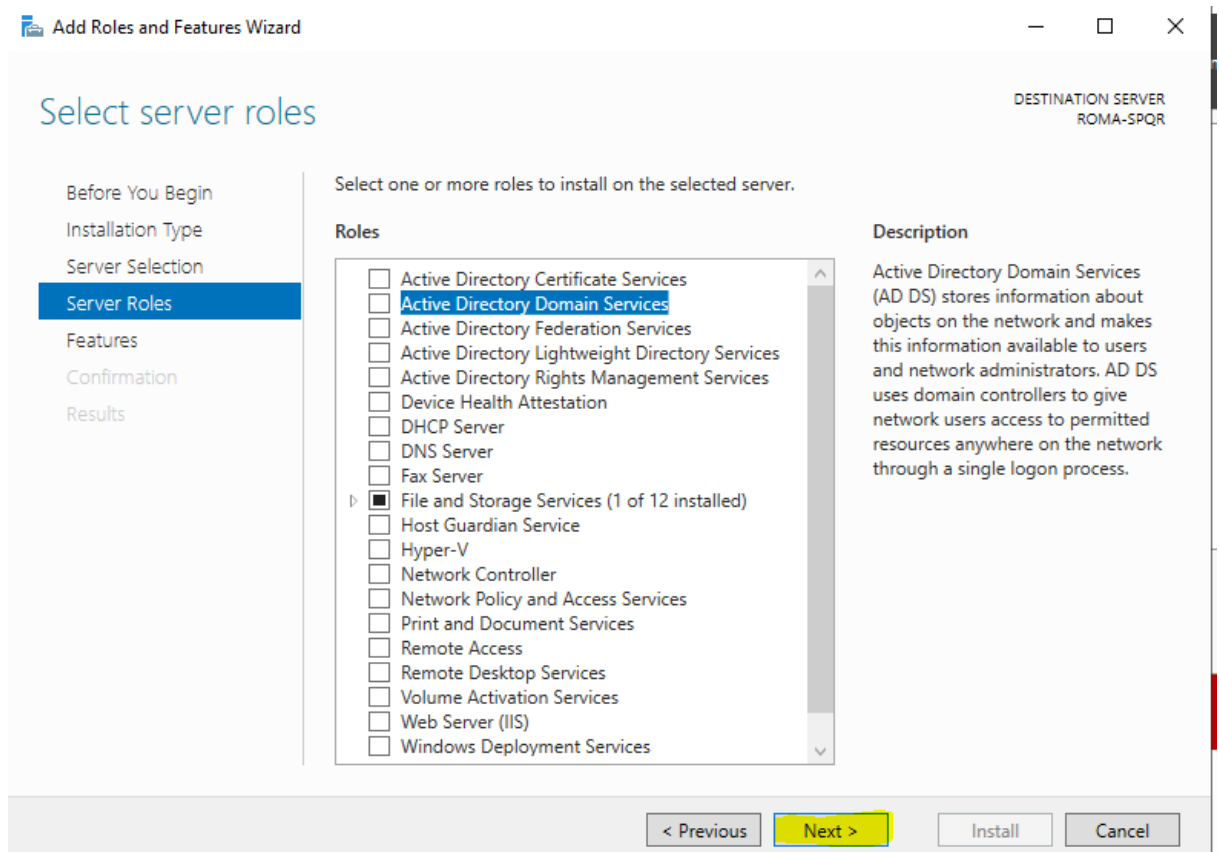 Add Roles and Features Wizard
Select server roles
DESTINATION SERVER
ROMA-SPQR
Before You Begin
Installation Type
Server Selection
Server Roles
Features
Confirmation
Results
Select one or more roles to install on the selected server.
Roles
Active Directory Certificate Services
Active Directory Domain Services
Active Directory Federation Services
Active Directory Lightweight Directory Services
Active Directory Rights Management Services
Device Health Attestation
DHCP Server
DNS Server
Fax Server
File and Storage Services (1 of 12 installed)
Host Guardian Service
Hyper-V
Network Controller
Network Policy and Access Services
Print and Document Services
Remote Access
Remote Desktop Services
Volume Activation Services
Web Server (IIS)
Windows Deployment Services
Description
Active Directory Domain Services
(AD DS) stores information about
objects on the network and makes
this information available to users
and network administrators. AD DS
uses domain controllers to give
network users access to permitted
resources anywhere on the network
through a single logon process.
< Previous
Next >
Install
Cancel